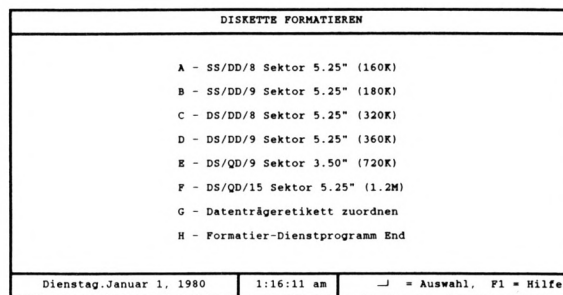 DISKETTE FORMATIEREN
A - SS/DD/8 Sektor 5.25" (160K)
B - SS/DD/9 Sektor 5.25" (180K)
C - DS/DD/8 Sektor 5.25" (320K)
D - DS/DD/9 Sektor 5.25" (360K)
E - DS/QD/9 Sektor 3.50" (720K)
F - DS/QD/15 Sektor 5.25" (1.2M)
G - Datenträgeretikett zuordnen
H - Formatier-Dienstprogramm End
Dienstag.Januar 1, 1980 1:16:11 am ─┘ = Auswahl, F1 = Hilfe